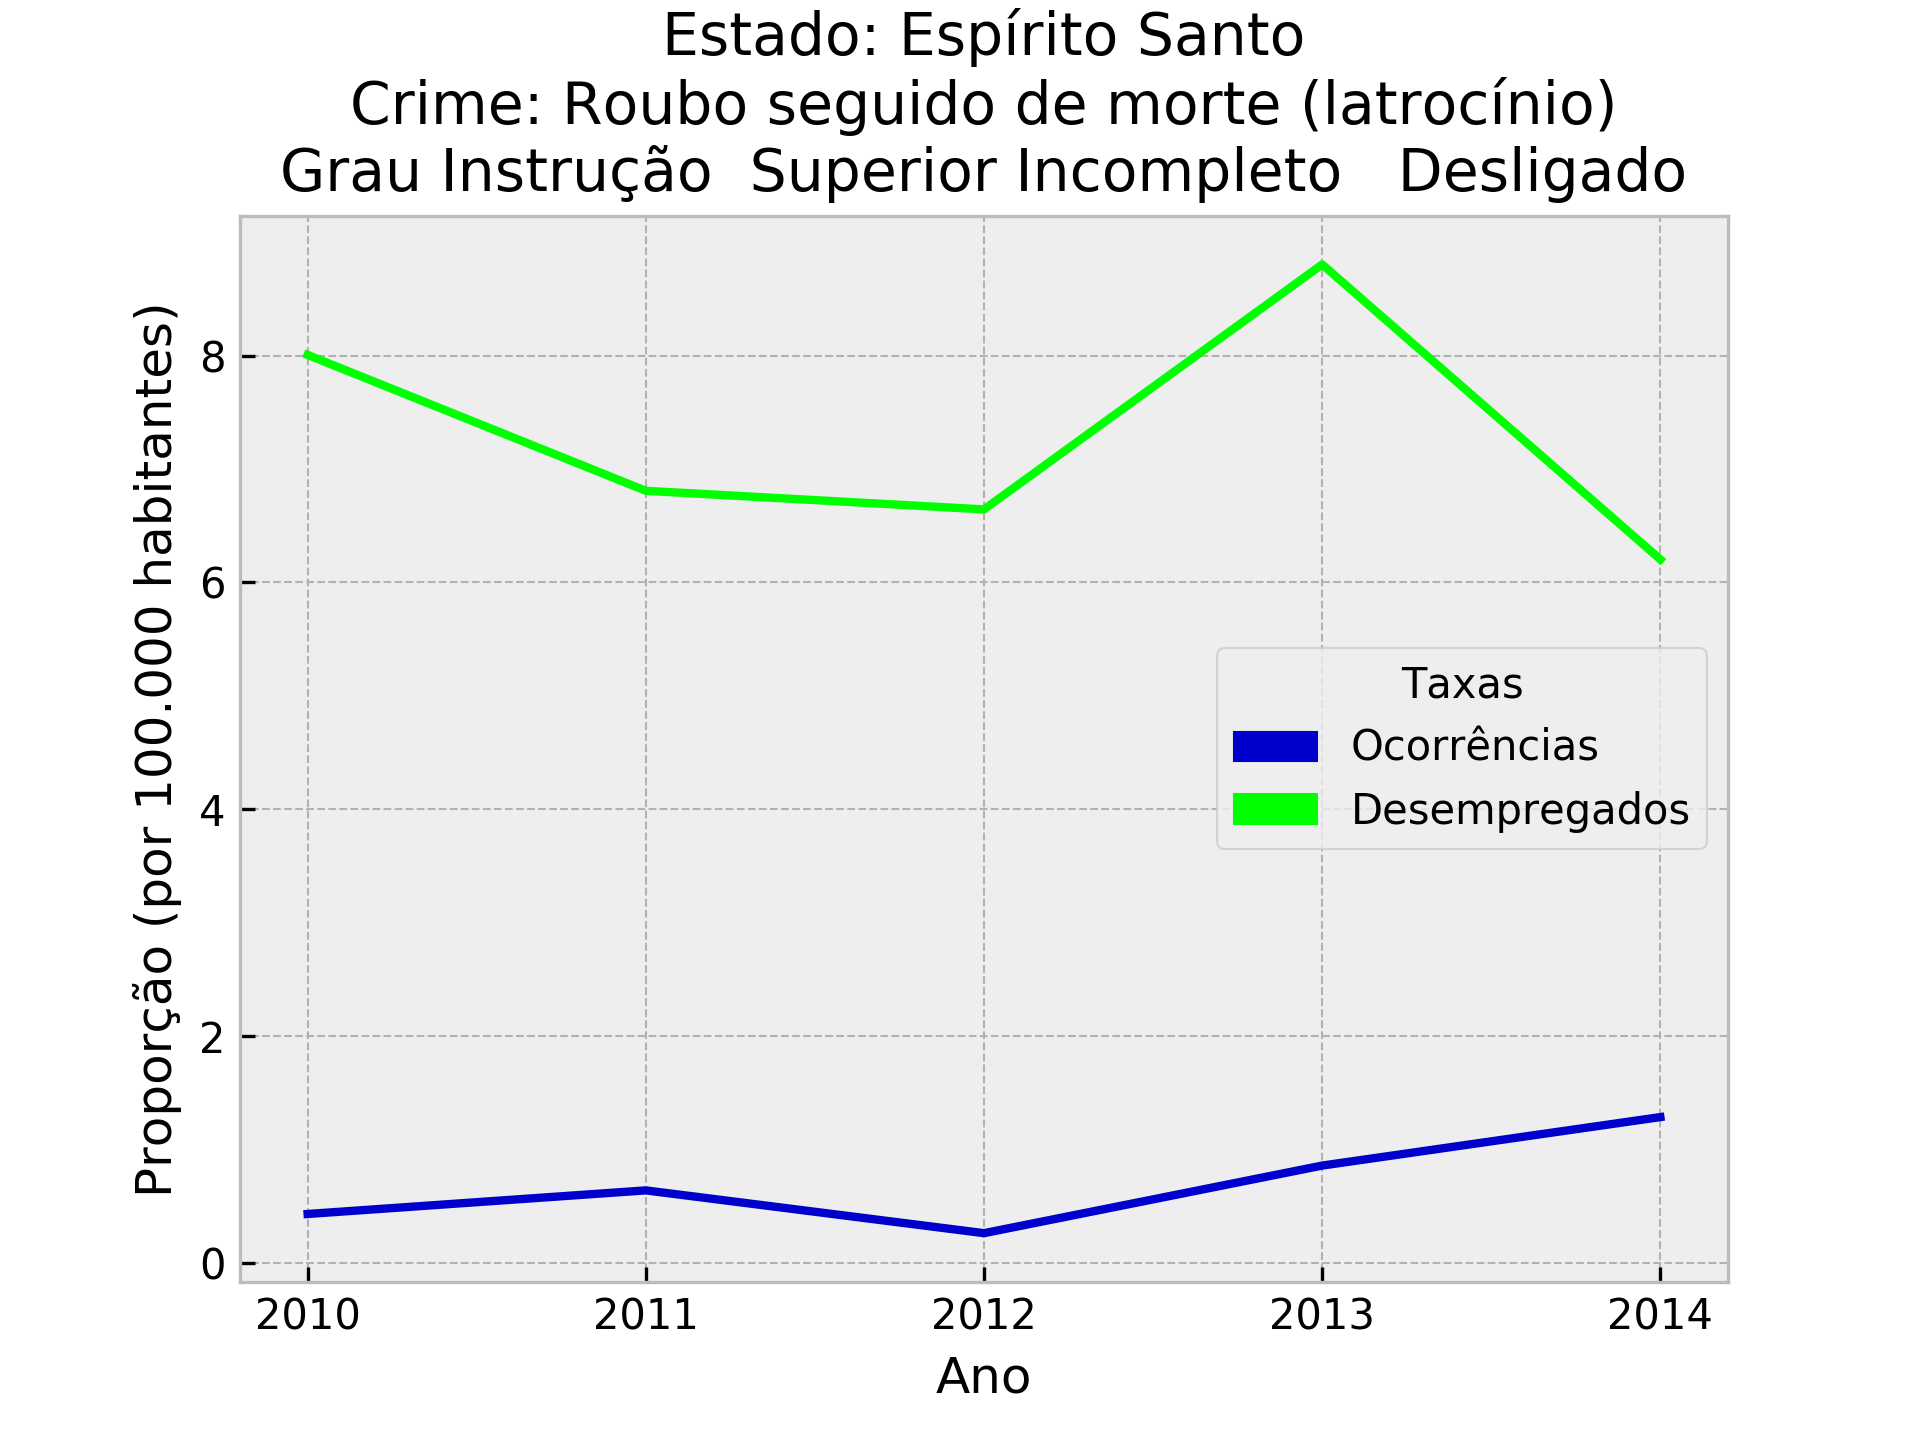 Estado: Espírito Santo
Crime: Roubo seguido de morte (latrocínio)
Grau Instrução  Superior Incompleto   Desligado
Proporção (por 100.000 habitantes)
8
6
4
2
0
Taxas
Ocorrências
Desempregados
2010 2011 2012 2013 2014
Ano